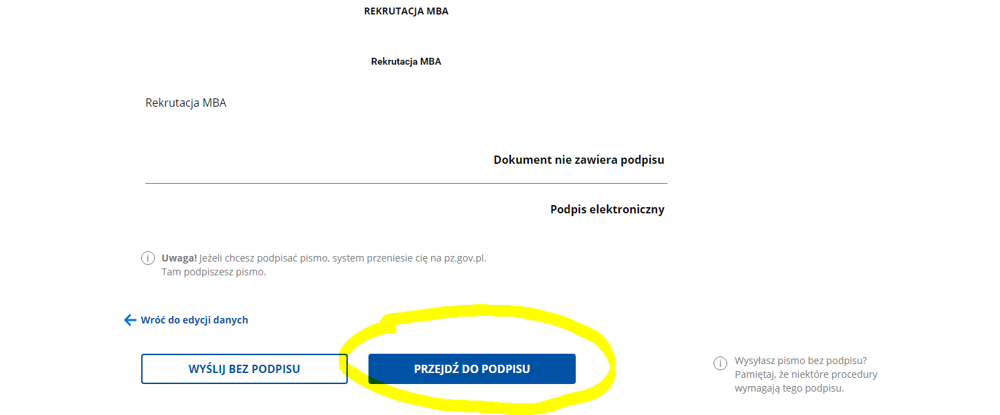 REKRUTACJA MBA
Rekrutacja MBA
Rekrutacja MBA
Dokument nie zawiera podpisu
Podpis elektroniczny
Uwaga! Jeżeli chcesz podpisać pismo, system przeniesie cię na pz.gov.pl.
Tam podpiszesz pismo.
Wróć do edycji danych
WYŚLIJ BEZ PODPISU
PRZEJDŹ DO PODPISU
Wysyłasz pismo bez podpisu?
Pamiętaj, że niektóre procedury
wymagają tego podpisu.